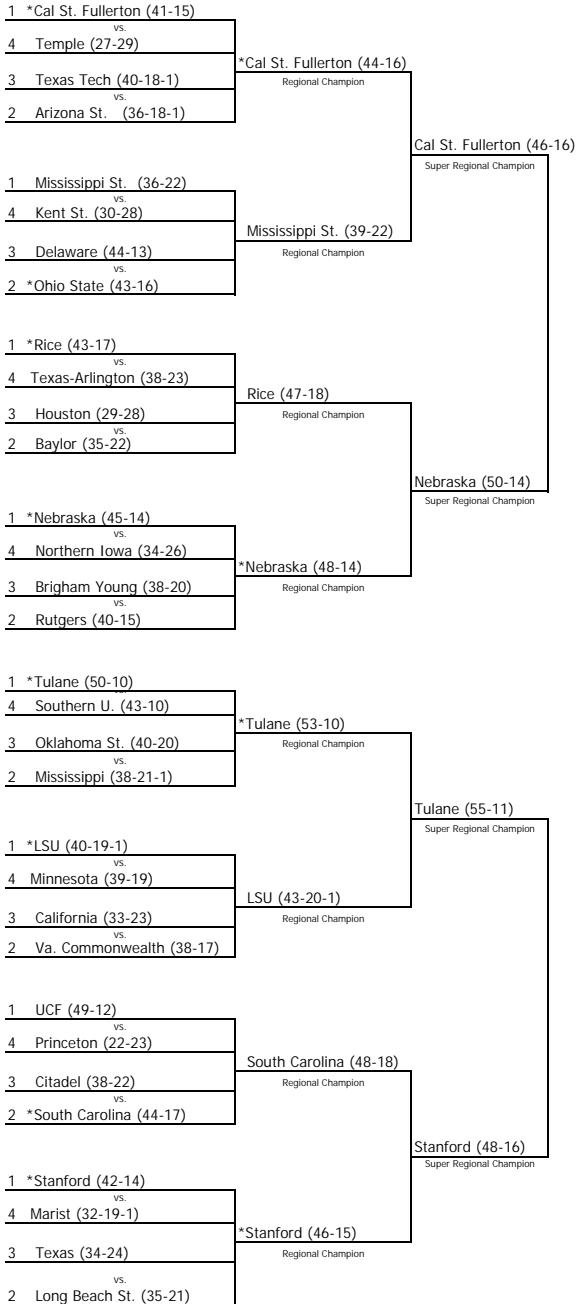 1 *Cal St. Fullerton (41-15)
vs.
4 Temple (27-29)
*Cal St. Fullerton (44-16)
Regional Champion
3 Texas Tech (40-18-1)
vs.
2 Arizona St. (36-18-1)
Cal St. Fullerton (46-16)
Super Regional Champion
1 Mississippi St. (36-22)
vs.
4 Kent St. (30-28)
Mississippi St. (39-22)
Regional Champion
3 Delaware (44-13)
vs.
2 *Ohio State (43-16)
1 *Rice (43-17)
vs.
4 Texas-Arlington (38-23)
Rice (47-18)
Regional Champion
3 Houston (29-28)
vs.
2 Baylor (35-22)
Nebraska (50-14)
Super Regional Champion
1 *Nebraska (45-14)
vs.
4 Northern Iowa (34-26)
*Nebraska (48-14)
Regional Champion
3 Brigham Young (38-20)
vs.
2 Rutgers (40-15)
1 *Tulane (50-10)
4 Southern U. (43-10)
*Tulane (53-10)
Regional Champion
3 Oklahoma St. (40-20)
vs.
2 Mississippi (38-21-1)
Tulane (55-11)
Super Regional Champion
1 *LSU (40-19-1)
vs.
4 Minnesota (39-19)
LSU (43-20-1)
Regional Champion
3 California (33-23)
vs.
2 Va. Commonwealth (38-17)
1 UCF (49-12)
vs.
4 Princeton (22-23)
South Carolina (48-18)
Regional Champion
3 Citadel (38-22)
vs.
2 *South Carolina (44-17)
Stanford (48-16)
Super Regional Champion
1 *Stanford (42-14)
vs.
4 Marist (32-19-1)
*Stanford (46-15)
Regional Champion
3 Texas (34-24)
vs.
2 Long Beach St. (35-21)